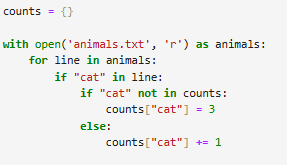 counts = {}

with open('animals.txt', 'r') as animals:
    for line in animals:
        if "cat" in line:
            if "cat" not in counts:
                counts["cat"] = 3
            else:
                counts["cat"] += 1